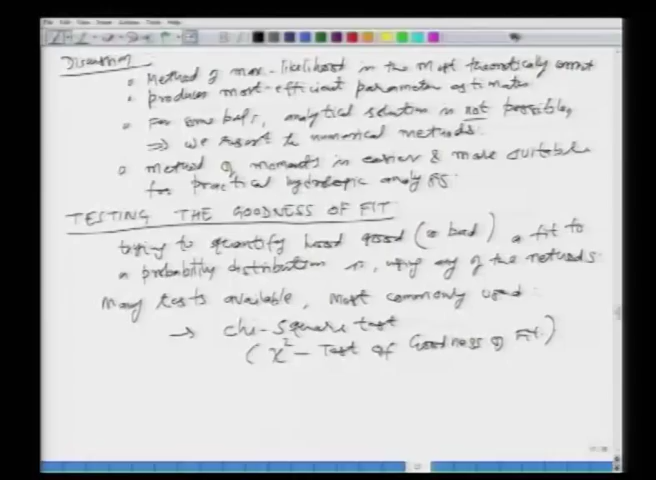 Discussion
Method of max-likelihood is the most theoretically correct
produces most-efficient parameter estimates
For some pdfs, analytical solution is not possible,
⇒ we resort to numerical methods.
method of moments is easier & more suitable
for practical hydrologic analyses.
TESTING THE GOODNESS OF FIT
trying to quantify how good (or bad) a fit to
a probability distribution is, using any of the methods.
Many tests available, most commonly used:
→ chi-square test
(χ² – Test of Goodness of Fit.)